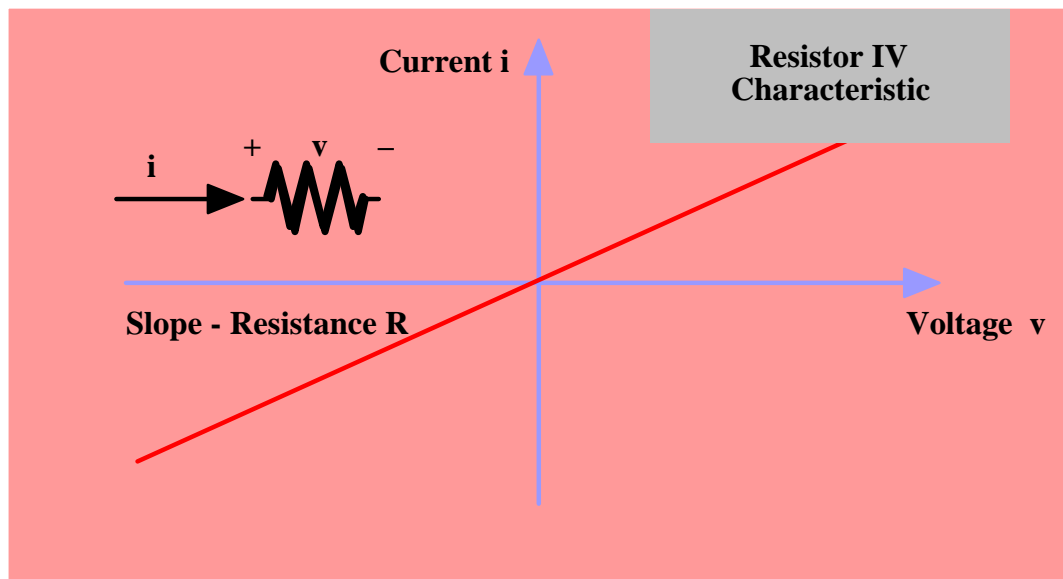 Resistor IV
Characteristic
Current i
+ v –
i
Slope - Resistance R
Voltage v